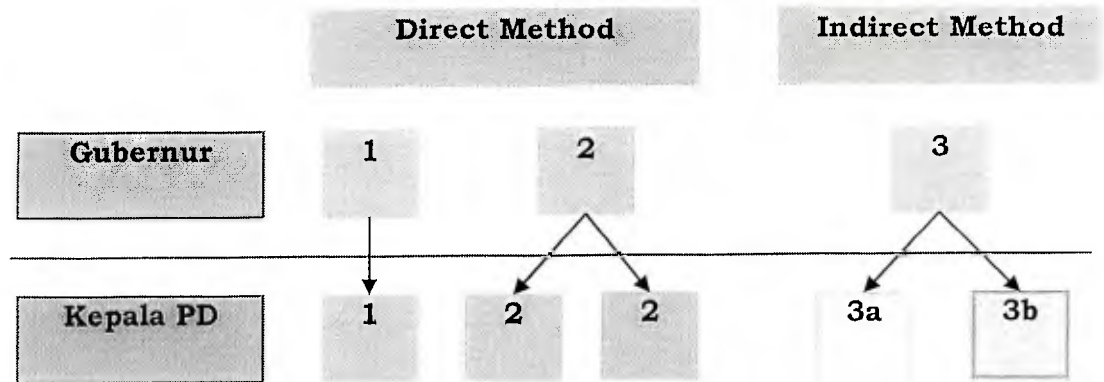 Direct Method Indirect Method
Gubernur 1 2 3
Kepala PD 1 2 2 3a 3b